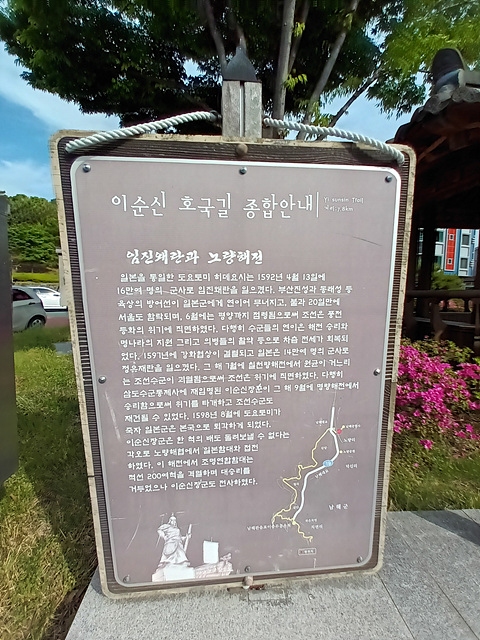 이순신 호국길 종합안내
Yi sunsin Trail
거리: 7.8km
임진왜란과 노량해전
일본을 통일한 도요토미 히데요시는 1592년 4월 13일에
16만여 명의 군사로 임진왜란을 일으켰다. 부산진성과 동래성 등
육상의 방어선이 일본군에게 연이어 무너지고, 불과 20일만에
서울도 함락되며, 6월에는 평양까지 점령됨으로써 조선은 풍전
등화의 위기에 직면하였다. 다행히 수군들의 연이은 해전 승리와
명나라의 지원 그리고 의병들의 활약 등으로 차츰 전세가 회복되
었다. 1597년에 강화협상이 결렬되고 일본은 14만여 명의 군사로
정유재란을 일으켰다. 그 해 7월에 칠천량해전에서 원균이 거느리
는 조선수군이 괴멸됨으로써 조선은 위기에 직면하였다. 다행히
삼도수군통제사에 재임명된 이순신장군이 그 해 9월에 명량해전에서
승리함으로써 위기를 타개하고 조선수군도
재건될 수 있었다. 1598년 8월에 도요토미가
죽자 일본군은 본국으로 퇴각하게 되었다.
이순신장군은 한 척의 배도 돌려보낼 수 없다는
각오로 노량해협에서 일본함대와 접전
하였다. 이 해전에서 조명연합함대는
적선 200여척을 격침하며 대승리를
거두었으나 이순신장군도 전사하였다.
남해군